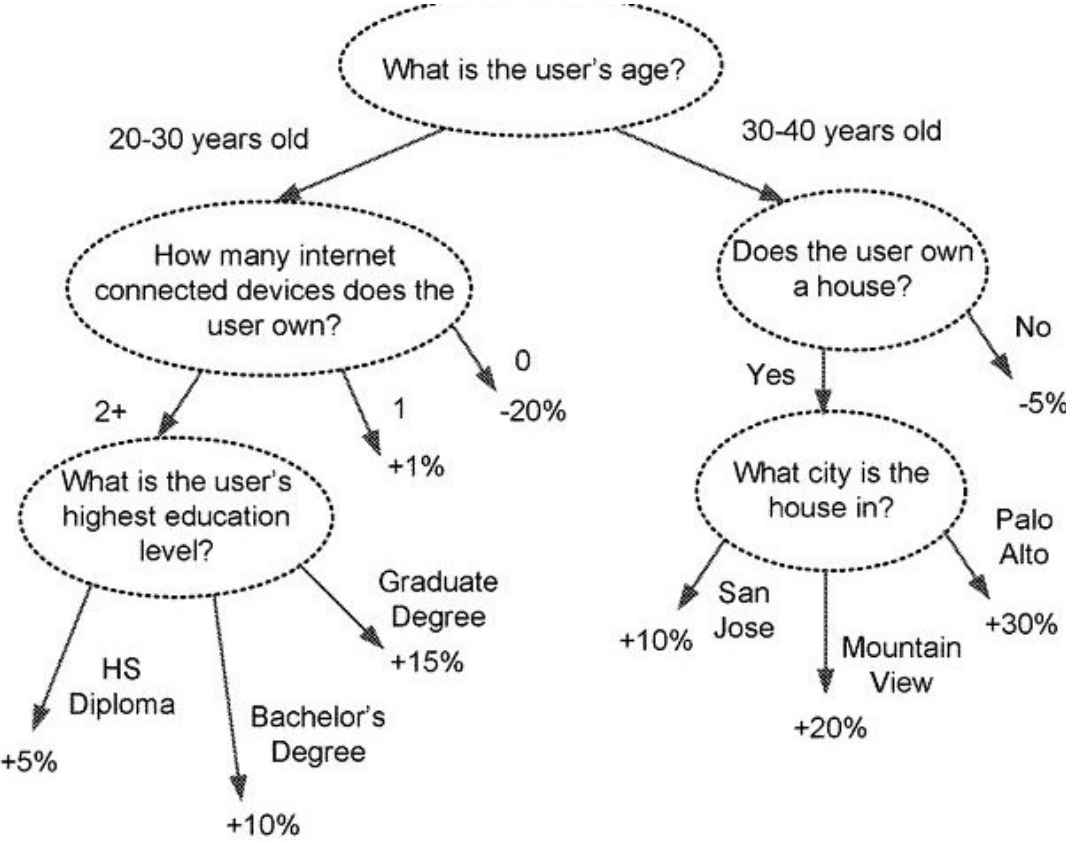 What is the user's age?
20-30 years old
30-40 years old
How many internet
connected devices does the
user own?
Does the user own
a house?
0
-20%
1
+1%
2+
No
-5%
Yes
What is the user's
highest education
level?
What city is the
house in?
Palo
Alto
+30%
San
Jose
+10%
Mountain
View
+20%
Graduate
Degree
+15%
HS
Diploma
+5%
Bachelor's
Degree
+10%